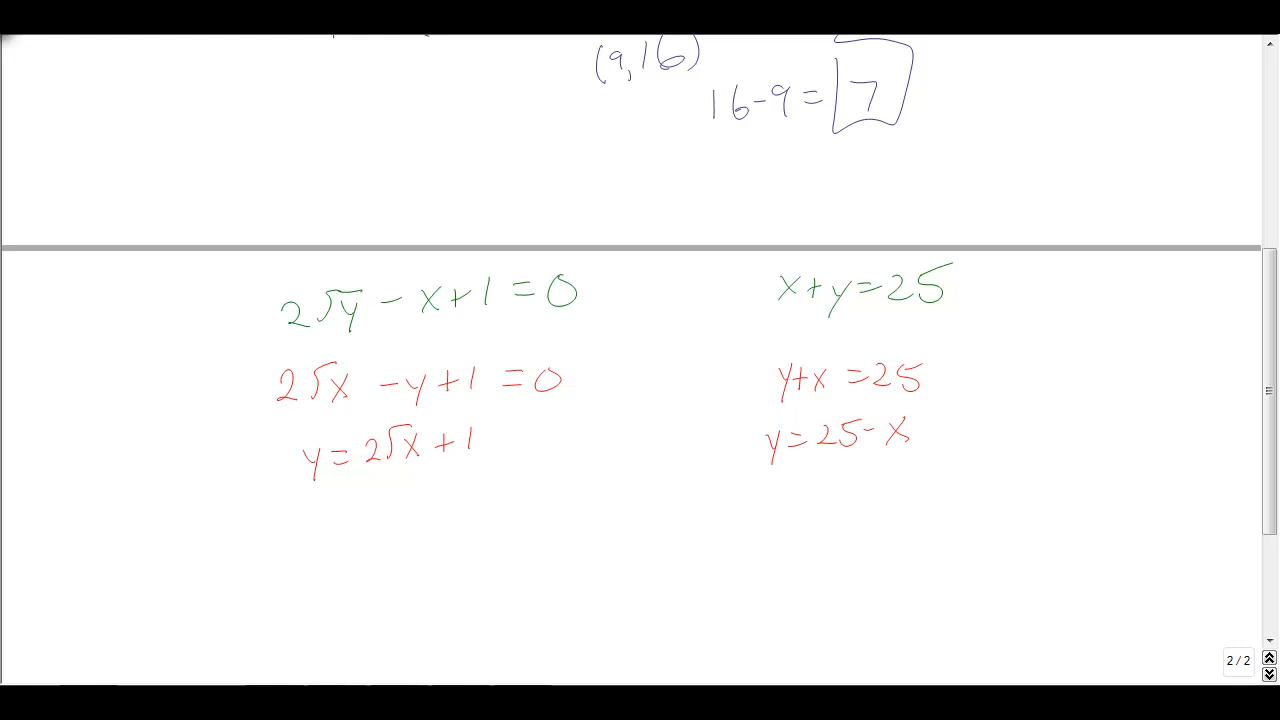 (9,16)
16-9=7
2√y - x+1=0
x+y=25
2√x -y+1=0
y+x=25
y=2√x+1
y=25-x
2/2